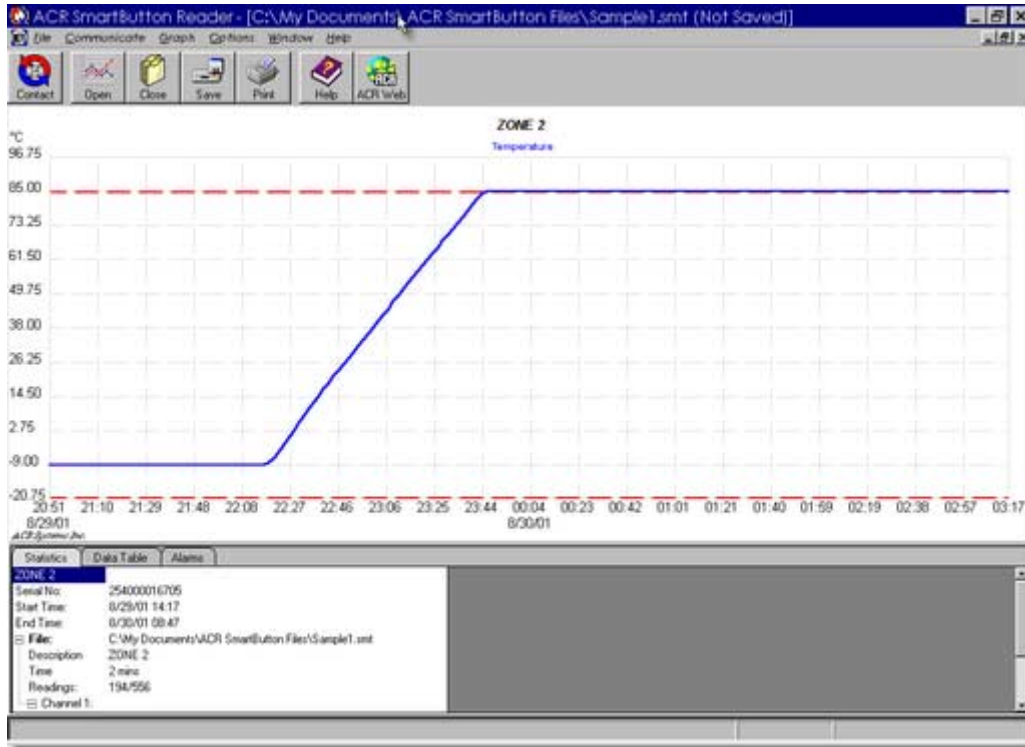 ACR SmartButton Reader - [C:\My Documents\ ACR SmartButton Files\Sample1.smt (Not Saved)]
File Communicate Graph Options Window Help
Contact Open Close Save Print Help ACR Web
ZONE 2
Temperature
°C
96.75
85.00
73.25
61.50
49.75
38.00
26.25
14.50
2.75
-9.00
-20.75
20:51 21:10 21:29 21:48 22:08 22:27 22:46 23:06 23:25 23:44 00:04 00:23 00:42 01:01 01:21 01:40 01:59 02:19 02:38 02:57 03:17
8/29/01 8/30/01
ACR Systems Inc.
Statistics Data Table Alarms
ZONE 2
Serial No: 254000016705
Start Time: 8/29/01 14:17
End Time: 8/30/01 08:47
File: C:\My Documents\ACR SmartButton Files\Sample1.smt
Description ZONE 2
Time 2 mins
Readings: 194/556
Channel 1: